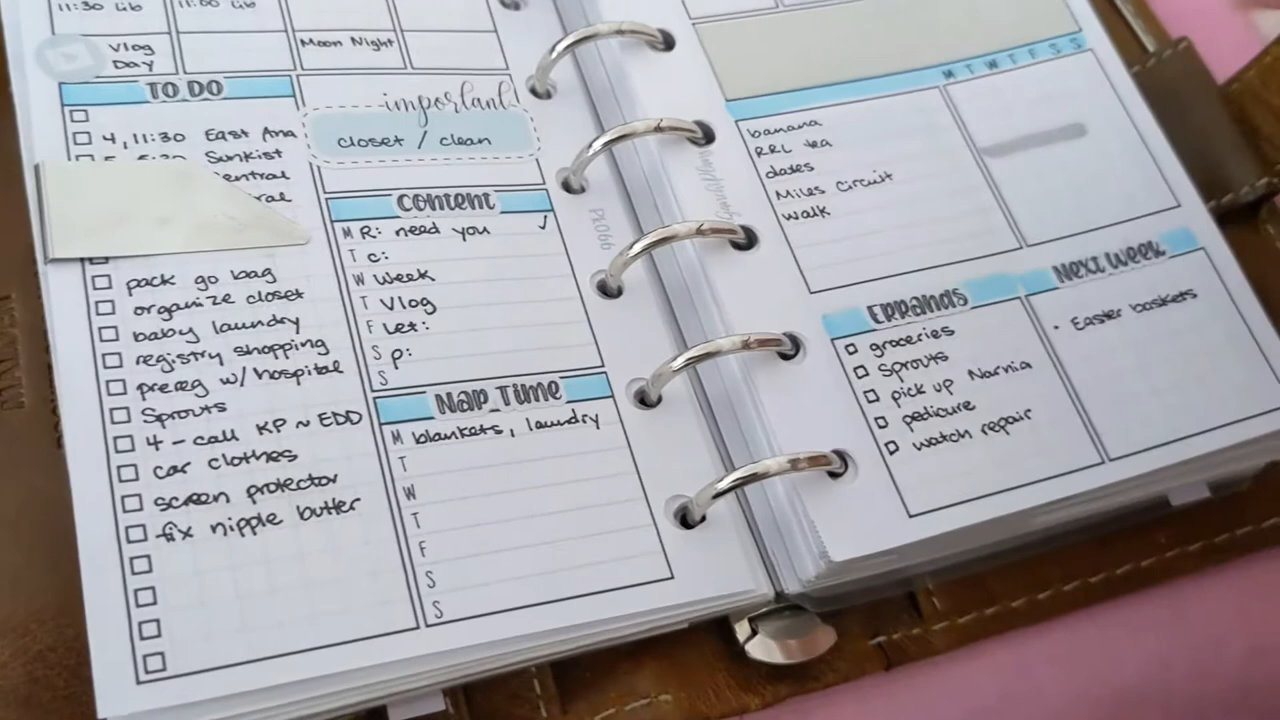 11:30 lib
11:00 lib
Vlog
Day
Moon Night
TO DO
4, 11:30 East Ana
Sunkist
entral
ral
pack go bag
organize closet
baby laundry
registry shopping
prereg w/ hospital
Sprouts
4 - call KP ~ EDD
car clothes
screen protector
fix nipple butter
important
closet / clean
Content
M R: need you ✓
T c:
W Week
T Vlog
F Let:
S p:
S
Nap Time
M blankets, laundry
T
W
T
F
S
S
PL066
M T W T F S S
banana
RRL tea
dates
Miles Circuit
walk
Errands
groceries
Sprouts
pick up Narnia
pedicure
watch repair
Next Week
• Easter baskets